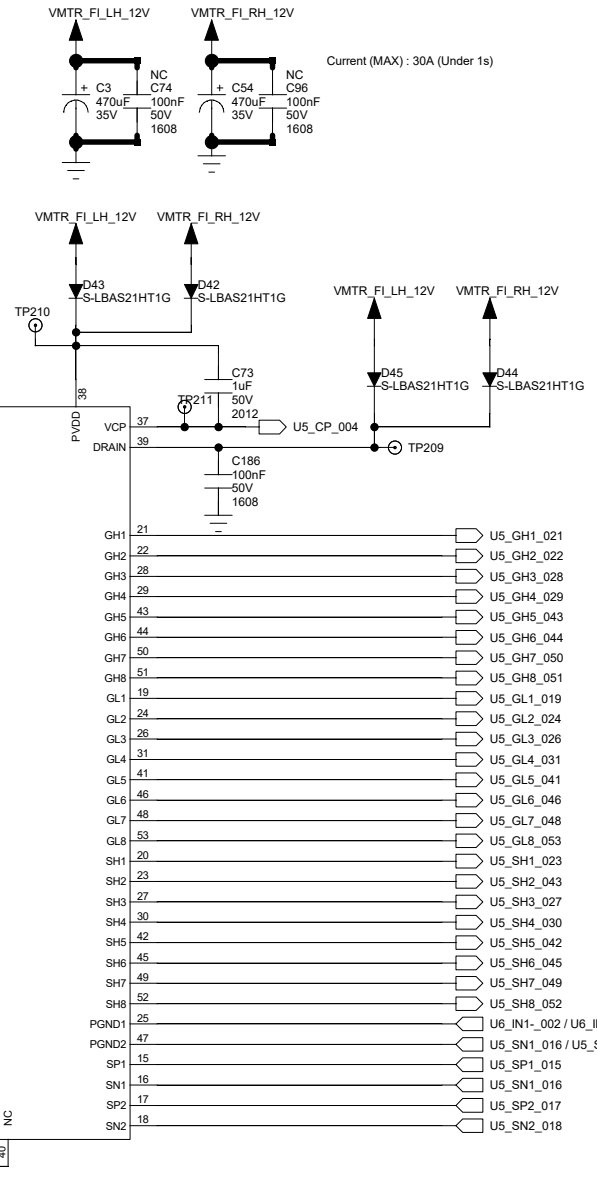 VMTR_FI_LH_12V VMTR_FI_RH_12V
Current (MAX) : 30A (Under 1s)
+ C3
470uF
35V
NC
C74
100nF
50V
1608
+ C54
470uF
35V
NC
C96
100nF
50V
1608
VMTR_FI_LH_12V VMTR_FI_RH_12V
D43
S-LBAS21HT1G
D42
S-LBAS21HT1G
VMTR_FI_LH_12V VMTR_FI_RH_12V
TP210
D45
S-LBAS21HT1G
D44
S-LBAS21HT1G
38
PVDD
C73
1uF
50V
2012
TP211
VCP 37 U5_CP_004
DRAIN 39 TP209
C186
100nF
50V
1608
GH1 21 U5_GH1_021
GH2 22 U5_GH2_022
GH3 28 U5_GH3_028
GH4 29 U5_GH4_029
GH5 43 U5_GH5_043
GH6 44 U5_GH6_044
GH7 50 U5_GH7_050
GH8 51 U5_GH8_051
GL1 19 U5_GL1_019
GL2 24 U5_GL2_024
GL3 26 U5_GL3_026
GL4 31 U5_GL4_031
GL5 41 U5_GL5_041
GL6 46 U5_GL6_046
GL7 48 U5_GL7_048
GL8 53 U5_GL8_053
SH1 20 U5_SH1_023
SH2 23 U5_SH2_043
SH3 27 U5_SH3_027
SH4 30 U5_SH4_030
SH5 42 U5_SH5_042
SH6 45 U5_SH6_045
SH7 49 U5_SH7_049
SH8 52 U5_SH8_052
PGND1 25 U6_IN1-_002 /
PGND2 47 U5_SN1_016 /
SP1 15 U5_SP1_015
SN1 16 U5_SN1_016
SP2 17 U5_SP2_017
SN2 18 U5_SN2_018
NC
40